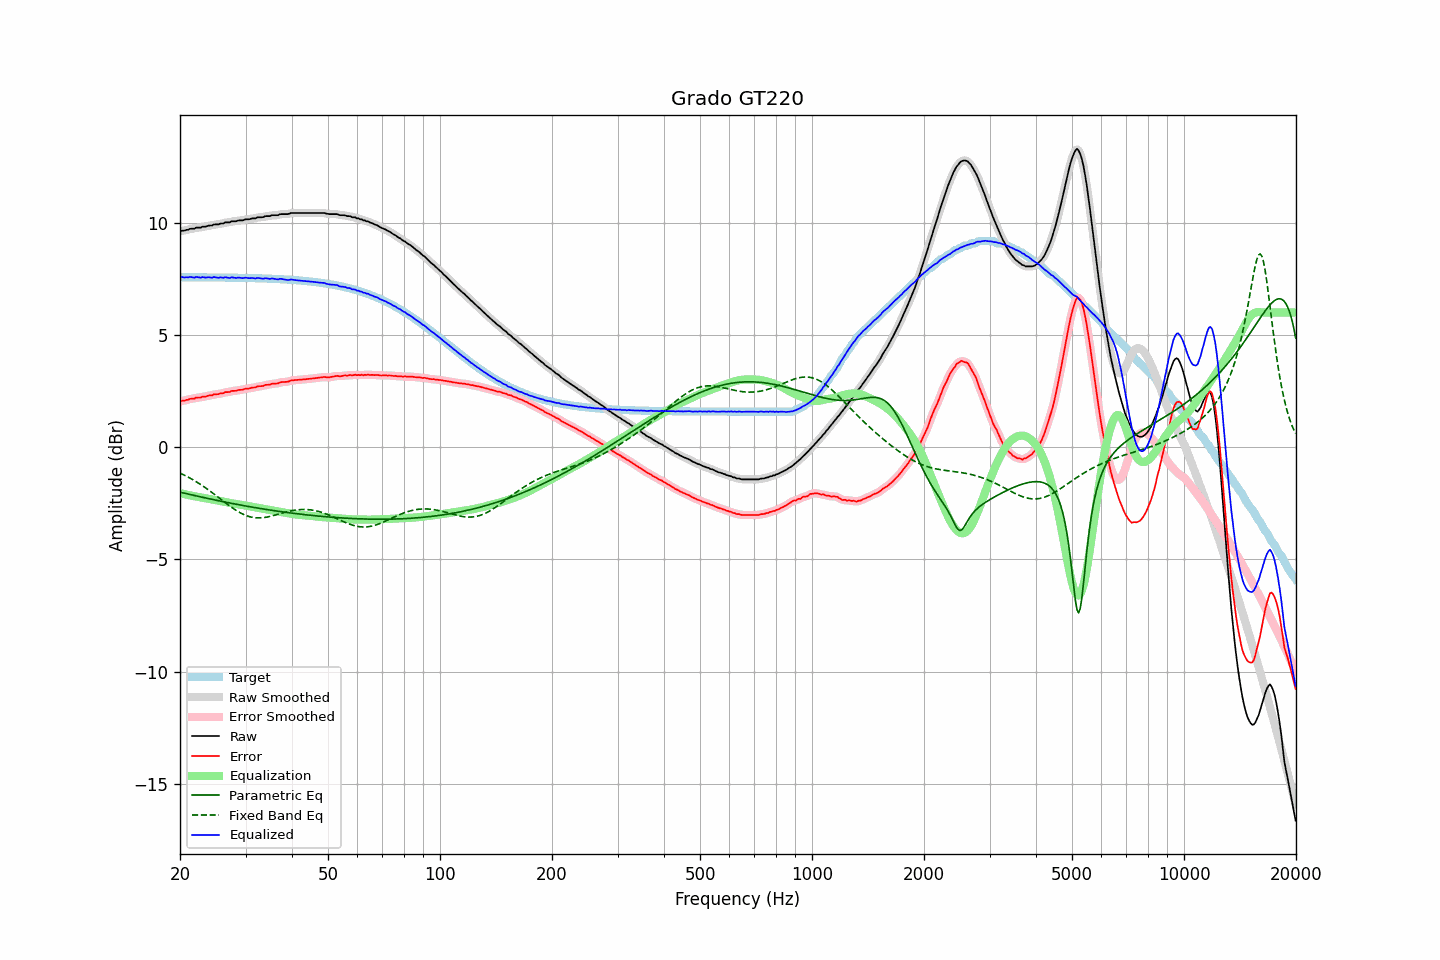 Grado GT220
Amplitude (dBr)
10
5
0
−5
−10
−15
Target
Raw Smoothed
Error Smoothed
Raw
Error
Equalization
Parametric Eq
Fixed Band Eq
Equalized
20 50 100 200 500 1000 2000 5000 10000 20000
Frequency (Hz)